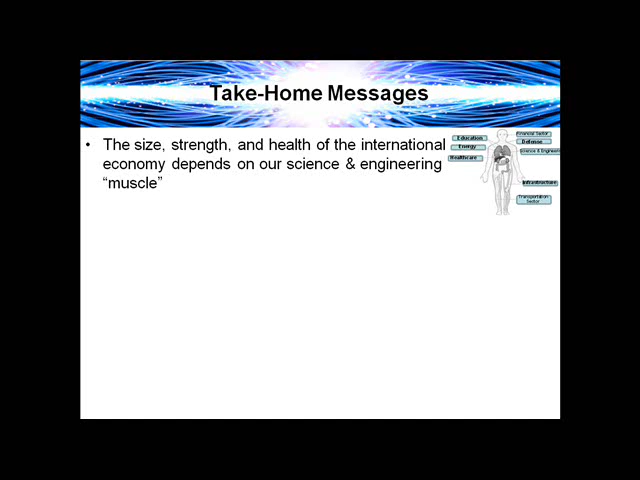 Take-Home Messages
• The size, strength, and health of the international
economy depends on our science & engineering
“muscle”
Education
Energy
Healthcare
Financial Sector
Defense
Science & Engineering
Infrastructure
Transportation
Sector